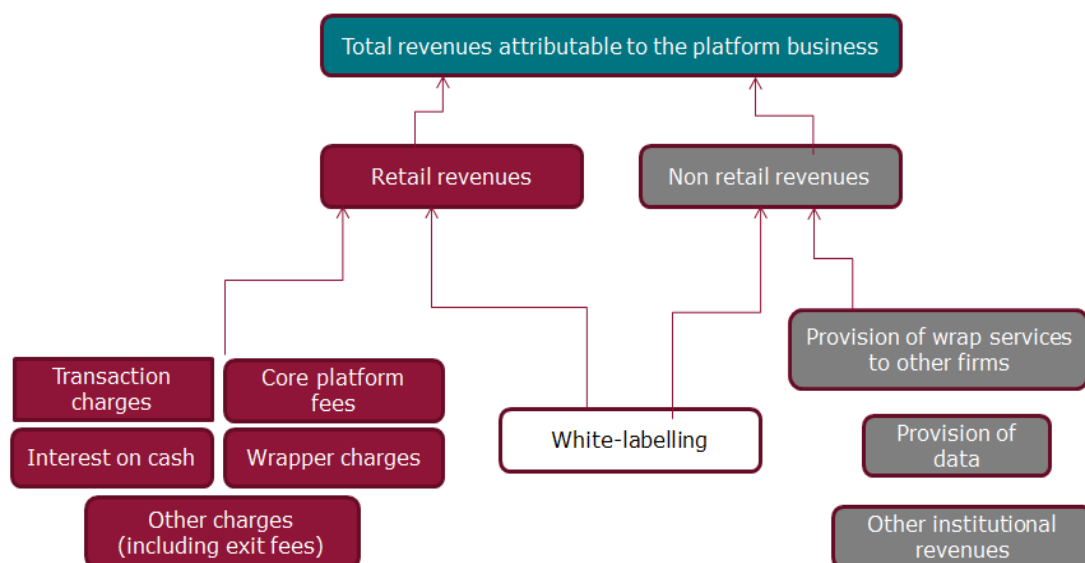 Total revenues attributable to the platform business
Retail revenues
Non retail revenues
Provision of wrap services
to other firms
Transaction
charges
Core platform
fees
White-labelling
Interest on cash
Wrapper charges
Provision of
data
Other charges
(including exit fees)
Other institutional
revenues